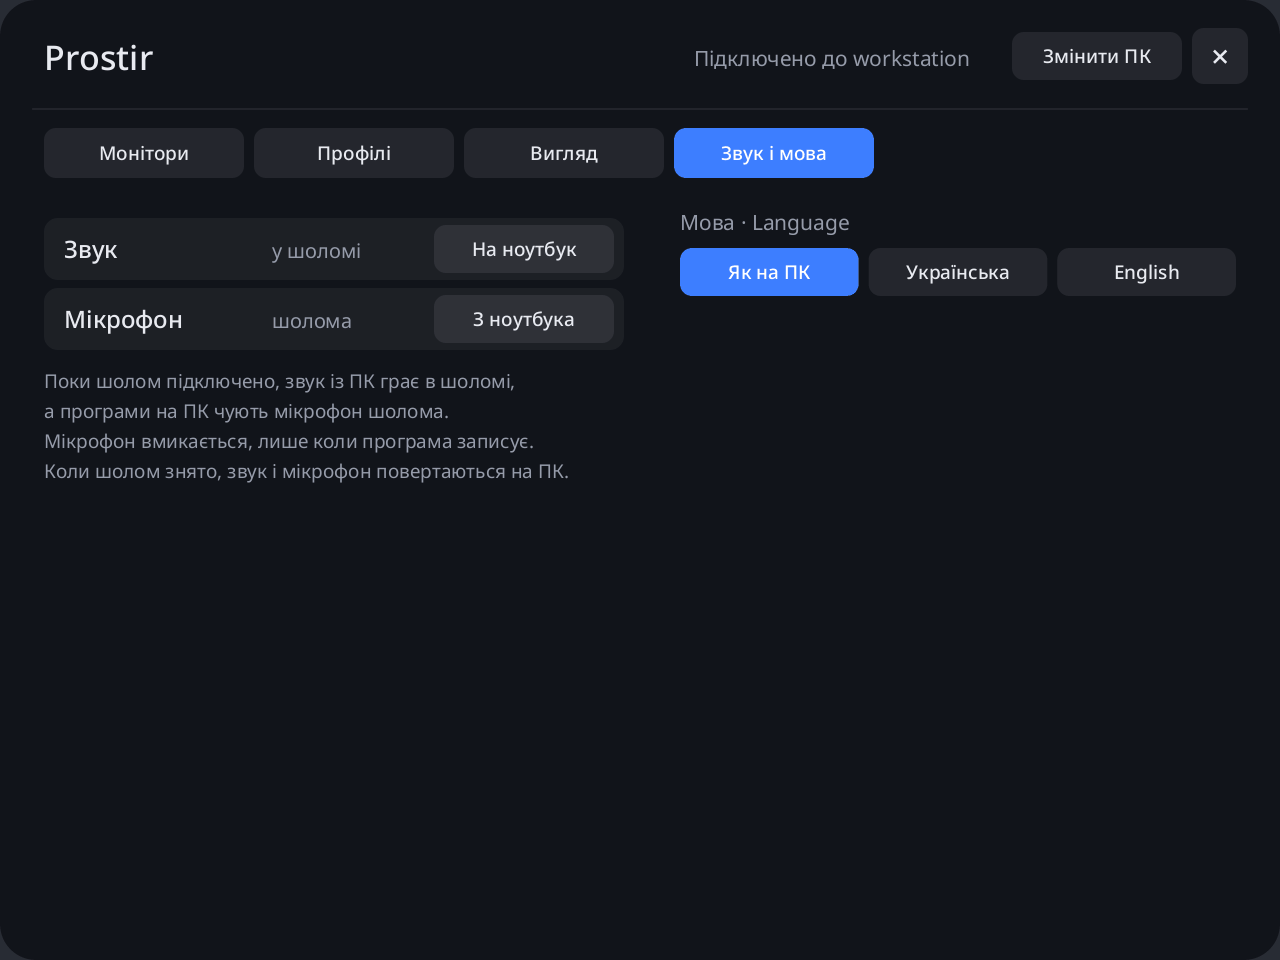 Prostir
Підключено до workstation
Змінити ПК
Монітори
Профілі
Вигляд
Звук і мова
Звук
у шоломі
На ноутбук
Мікрофон
шолома
З ноутбука
Поки шолом підключено, звук із ПК грає в шоломі,
а програми на ПК чують мікрофон шолома.
Мікрофон вмикається, лише коли програма записує.
Коли шолом знято, звук і мікрофон повертаються на ПК.
Мова · Language
Як на ПК
Українська
English